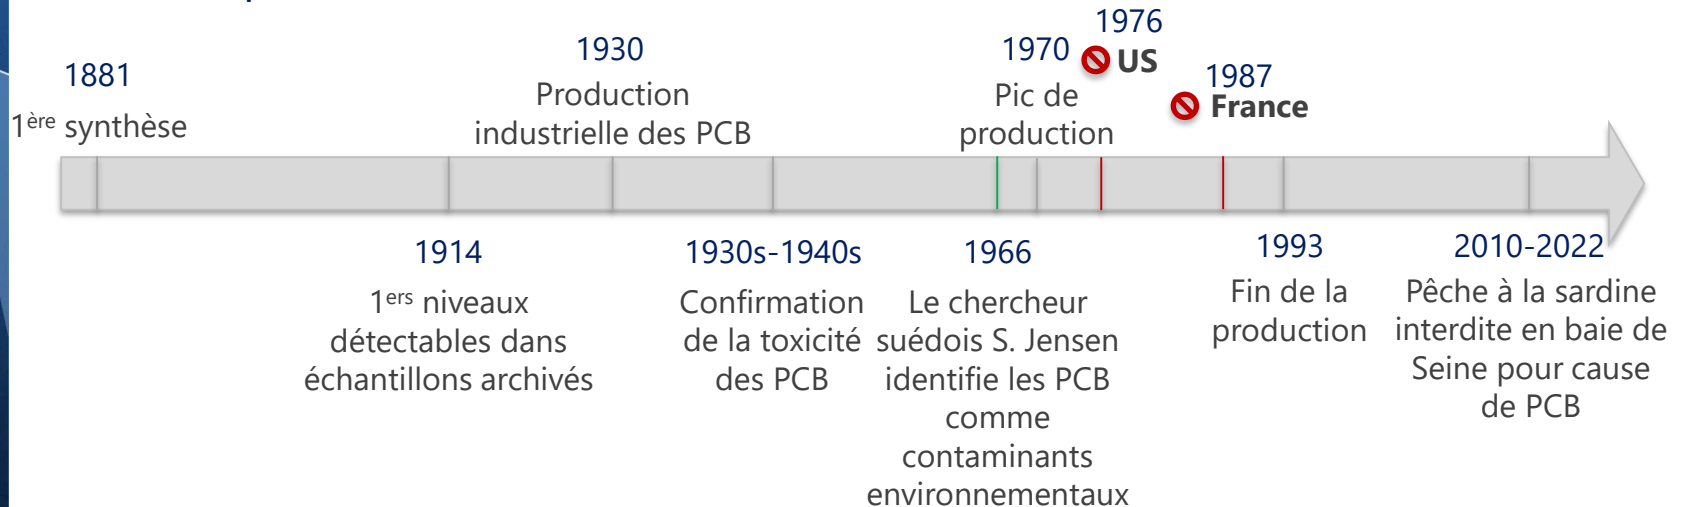 1881
1ère synthèse
1930
Production
industrielle des PCB
1970
Pic de
production
1976
US
1987
France
1914
1ers niveaux
détectables dans
échantillons archivés
1930s-1940s
Confirmation
de la toxicité
des PCB
1966
Le chercheur
suédois S. Jensen
identifie les PCB
comme
contaminants
environnementaux
1993
Fin de la
production
2010-2022
Pêche à la sardine
interdite en baie de
Seine pour cause
de PCB